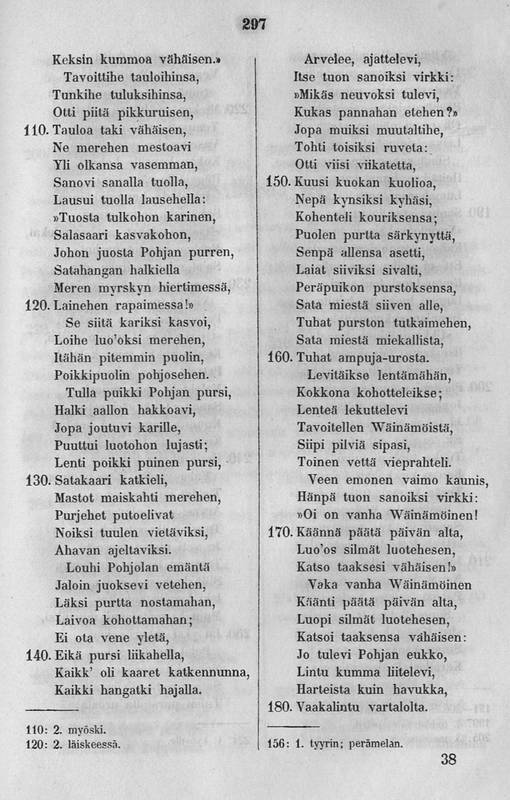 297
Keksin kummoa vähäisen.»
Tavoittihe tauloihinsa,
Tunkihe tuluksihinsa,
Otti piitä pikkuruisen,
110. Tauloa taki vähäisen,
Ne merehen mestoavi
Yli olkansa vasemman,
Sanovi sanalla tuolla,
Lausui tuolla lausehella:
»Tuosta tulkohon karinen,
Salasaari kasvakohon,
Johon juosta Pohjan purren,
Satahangan halkiella
Meren myrskyn hiertimessä,
120. Lainehen rapaimessa!»
Se siitä kariksi kasvoi,
Loihe luo'oksi merehen,
Itähän pitemmin puolin,
Poikkipuolin pohjosehen.
Tulla puikki Pohjan pursi,
Halki aallon hakkoavi,
Jopa joutuvi karille,
Puuttui luotohon lujasti;
Lenti poikki puinen pursi,
130. Satakaari katkieli,
Mastot maiskahti merehen,
Purjehet putoelivat
Noiksi tuulen vietäviksi,
Ahavan ajeltaviksi.
Louhi Pohjolan emäntä
Jaloin juoksevi vetehen,
Läksi purtta nostamahan,
Laivoa kohottamahan;
Ei ota vene yletä,
140. Eikä pursi liikahella,
Kaikk' oli kaaret katkennunna,
Kaikki hangatki hajalla.
110: 2. myöski.
120: 2. läiskeessä.
Arvelee, ajattelevi,
Itse tuon sanoiksi virkki:
»Mikäs neuvoksi tulevi,
Kukas pannahan etehen?»
Jopa muiksi muutaltihe,
Tohti toisiksi ruveta:
Otti viisi viikatetta,
150. Kuusi kuokan kuolioa,
Nepä kynsiksi kyhäsi,
Kohenteli kouriksensa;
Puolen purtta särkynyttä,
Senpä allensa asetti,
Laiat siiviksi sivalti,
Peräpuikon purstoksensa,
Sata miestä siiven alle,
Tuhat purston tutkaimehen,
Sata miestä miekallista,
160. Tuhat ampuja-urosta.
Levitäikse lentämähän,
Kokkona kohotteleikse;
Lenteä lekuttelevi
Tavoitellen Wäinämöistä,
Siipi pilviä sipasi,
Toinen vettä vieprahteli.
Veen emonen vaimo kaunis,
Hänpä tuon sanoiksi virkki:
»Oi on vanha Wäinämöinen!
170. Käännä päätä päivän alta,
Luo'os silmät luotehesen,
Katso taaksesi vähäisen!»
Vaka vanha Wäinämöinen
Käänti päätä päivän alta,
Luopi silmät luotehesen,
Katsoi taaksensa vähäisen:
Jo tulevi Pohjan eukko,
Lintu kumma liitelevi,
Harteista kuin havukka,
180. Vaakalintu vartalolta.
156: 1. tyyrin; perämelan.
38